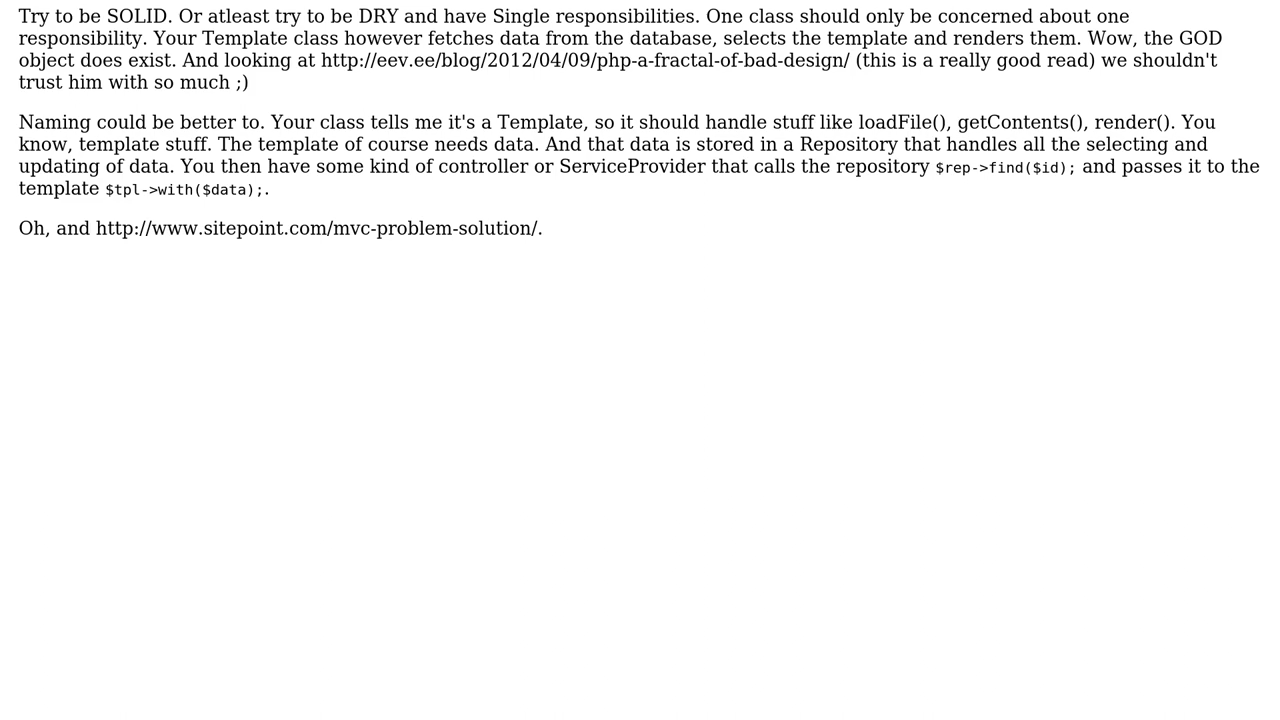 Try to be SOLID. Or atleast try to be DRY and have Single responsibilities. One class should only be concerned about one
responsibility. Your Template class however fetches data from the database, selects the template and renders them. Wow, the GOD
object does exist. And looking at http://eev.ee/blog/2012/04/09/php-a-fractal-of-bad-design/ (this is a really good read) we shouldn't
trust him with so much ;)
Naming could be better to. Your class tells me it's a Template, so it should handle stuff like loadFile(), getContents(), render(). You
know, template stuff. The template of course needs data. And that data is stored in a Repository that handles all the selecting and
updating of data. You then have some kind of controller or ServiceProvider that calls the repository $rep->find($id); and passes it to the
template $tpl->with($data);.
Oh, and http://www.sitepoint.com/mvc-problem-solution/.